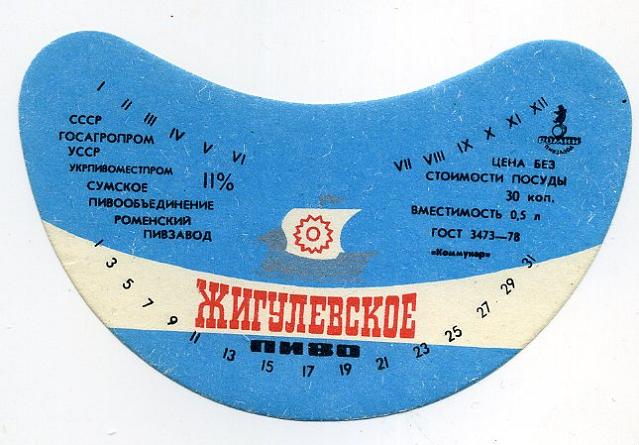 I II III IV V VI
VII VIII IX X XI XII
СССР
ГОСАГРОПРОМ
УССР
УКРПИВОМЕСТПРОМ
СУМСКОЕ 11%
ПИВООБЪЕДИНЕНИЕ
РОМЕНСКИЙ
ПИВЗАВОД
РОМЕН
ПИВЗАВОД
ЦЕНА БЕЗ
СТОИМОСТИ ПОСУДЫ
30 коп.
ВМЕСТИМОСТЬ 0,5 л
ГОСТ 3473—78
«Коммунар»
ЖИГУЛЕВСКОЕ
ПИВО
1 3 5 7 9 11 13 15 17 19 21 23 25 27 29 31